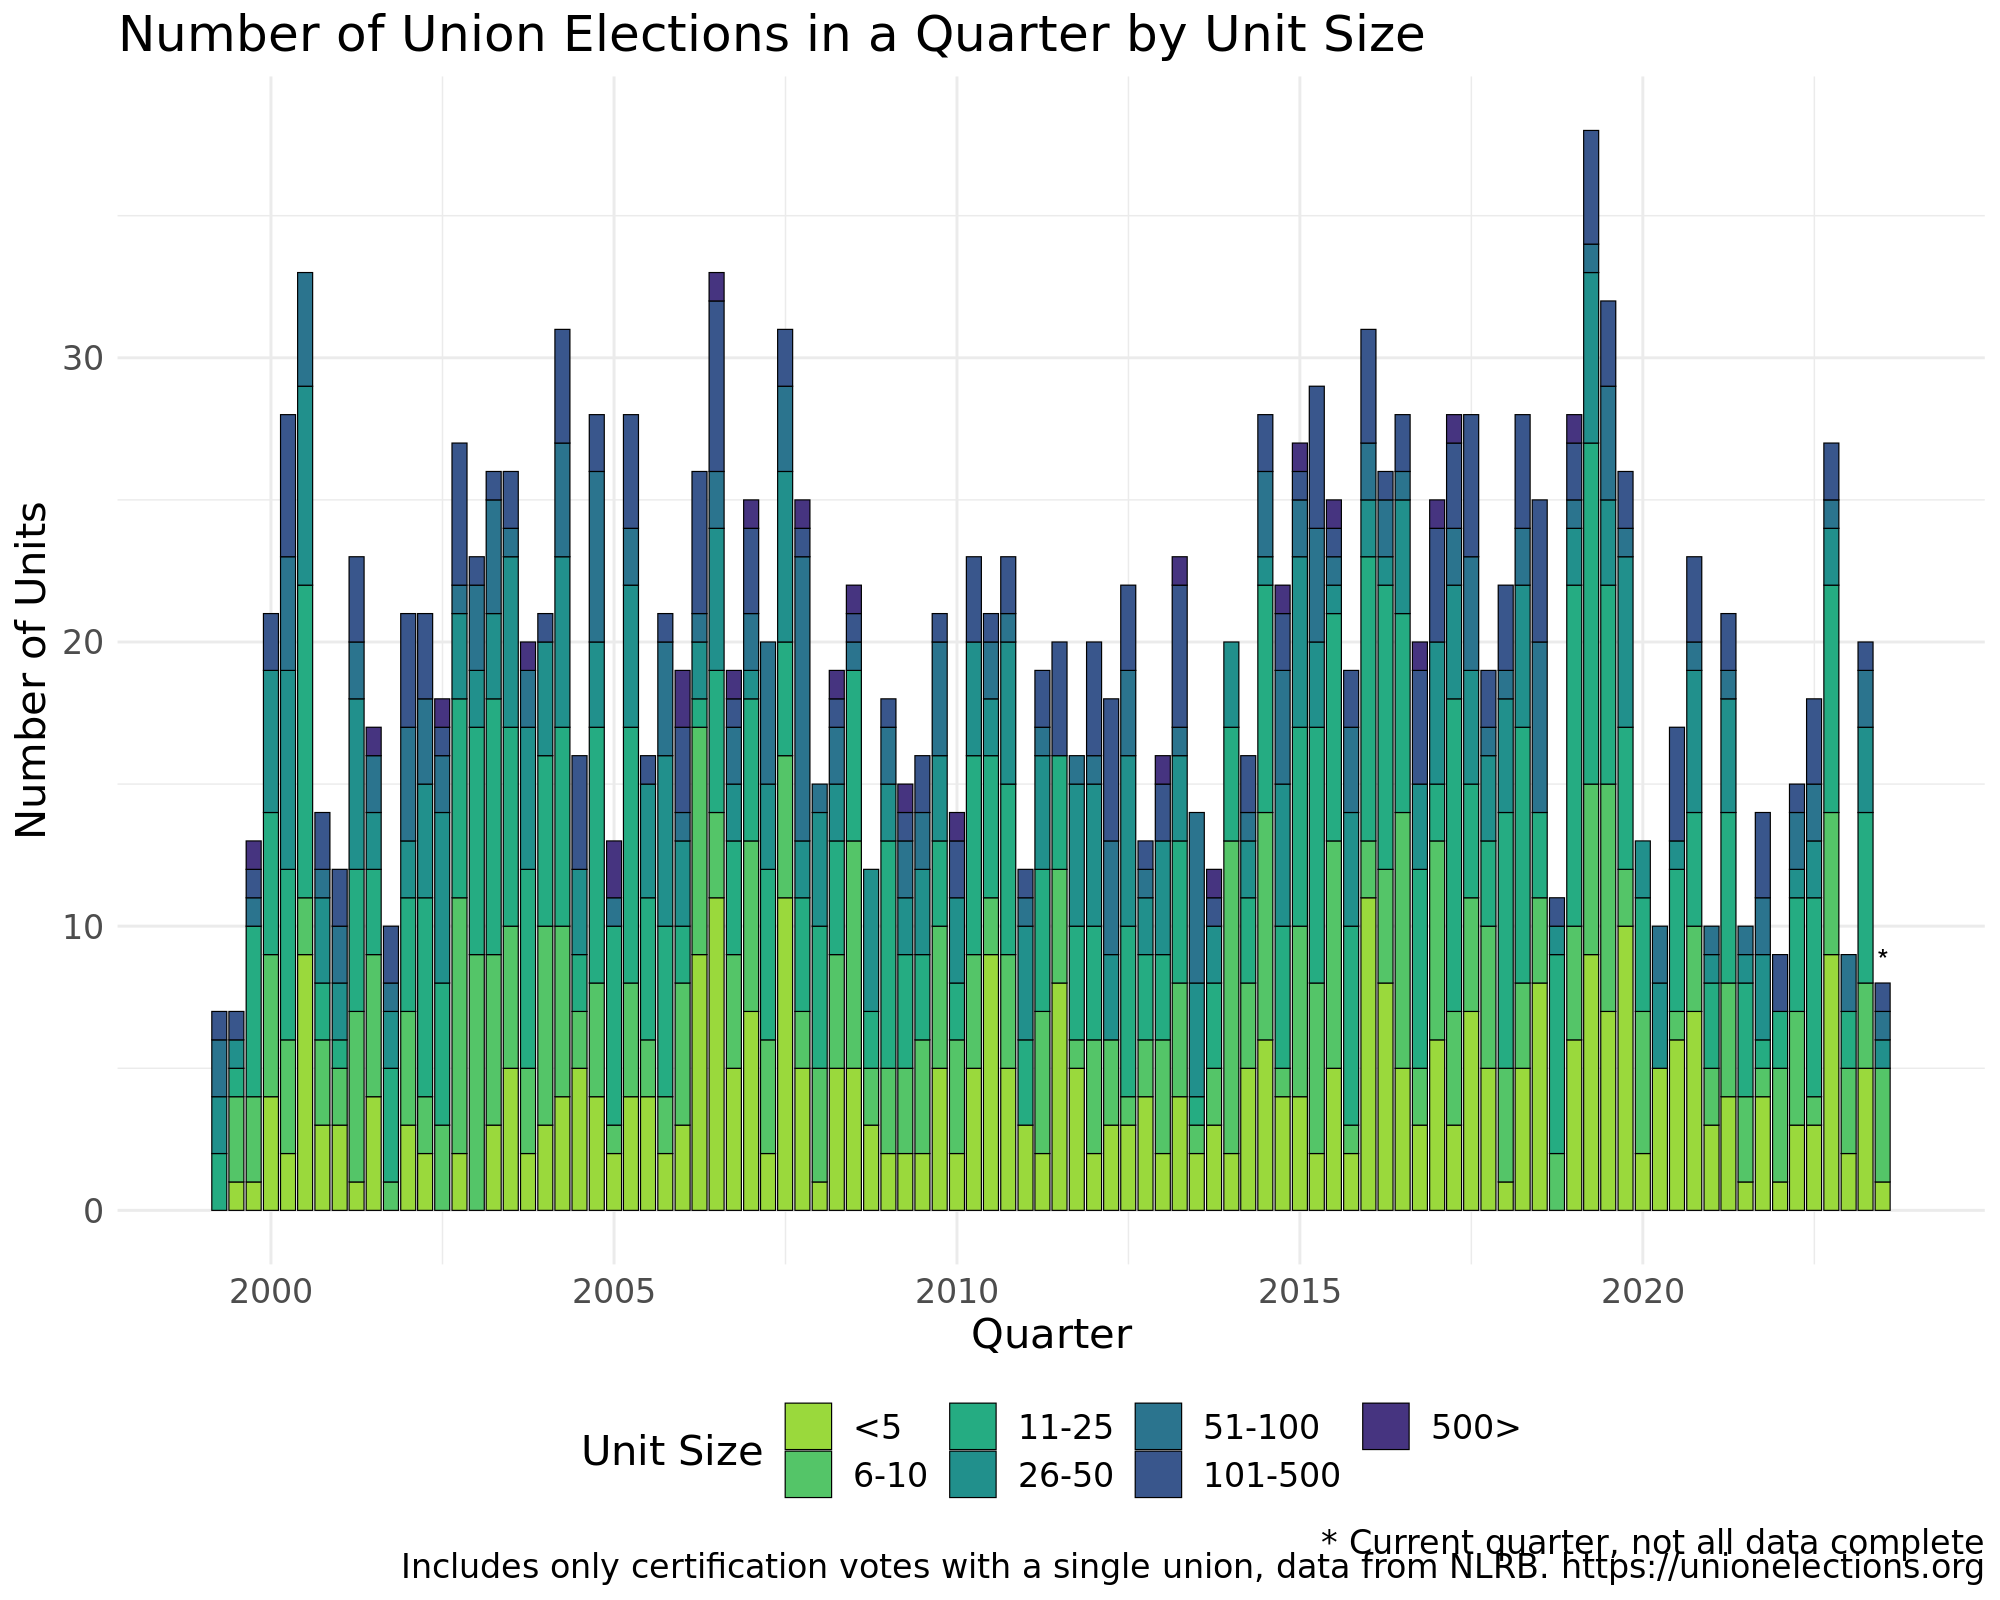 Number of Union Elections in a Quarter by Unit Size
Number of Units
30
20
10
0
*
2000 2005 2010 2015 2020
Quarter
Unit Size
<5 11-25 51-100 500>
6-10 26-50 101-500
* Current quarter, not all data complete
Includes only certification votes with a single union, data from NLRB. https://unionelections.org